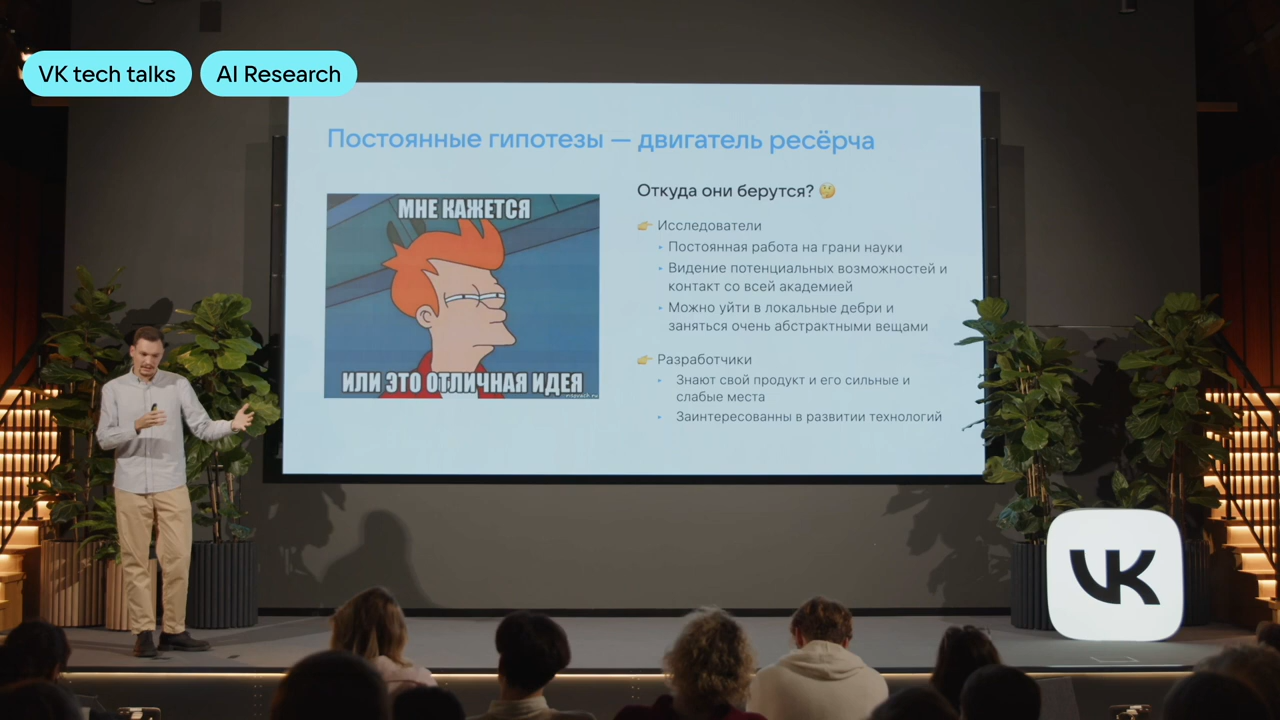 VK tech talks
AI Research
Постоянные гипотезы — двигатель ресёрча
МНЕ КАЖЕТСЯ
ИЛИ ЭТО ОТЛИЧНАЯ ИДЕЯ
Откуда они берутся? 🤔
👉 Исследователи
▸ Постоянная работа на грани науки
▸ Видение потенциальных возможностей и
контакт со всей академией
▸ Можно уйти в локальные дебри и
заняться очень абстрактными вещами
👉 Разработчики
▸ Знают свой продукт и его сильные и
слабые места
▸ Заинтересованны в развитии технологий
VK